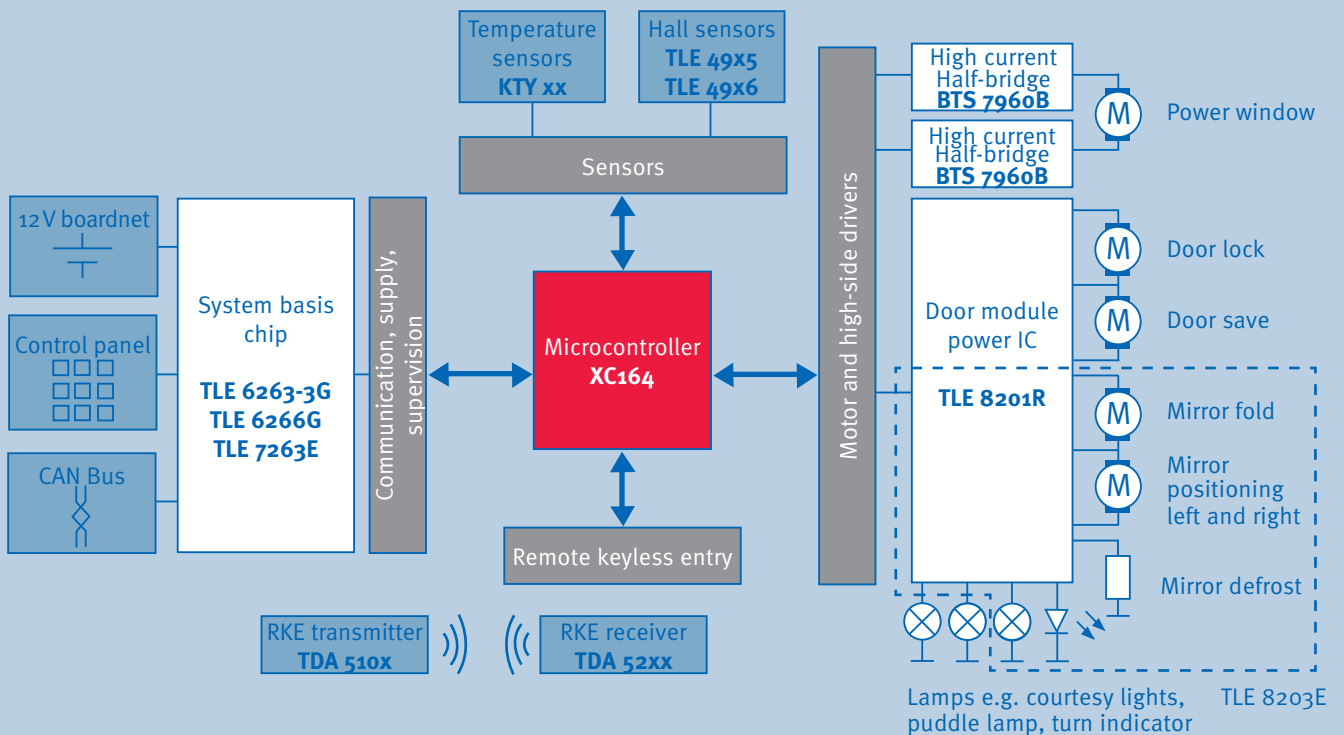 Temperature
sensors
KTY xx
Hall sensors
TLE 49x5
TLE 49x6
Sensors
12 V boardnet
Control panel
CAN Bus
System basis
chip
TLE 6263-3G
TLE 6266G
TLE 7263E
Communication, supply,
supervision
Microcontroller
XC164
Remote keyless entry
RKE transmitter
TDA 510x
RKE receiver
TDA 52xx
Motor and high-side drivers
High current
Half-bridge
BTS 7960B
High current
Half-bridge
BTS 7960B
M
Power window
Door module
power IC
TLE 8201R
M
Door lock
M
Door save
M
Mirror fold
M
Mirror
positioning
left and right
Mirror defrost
Lamps e.g. courtesy lights,
puddle lamp, turn indicator
TLE 8203E